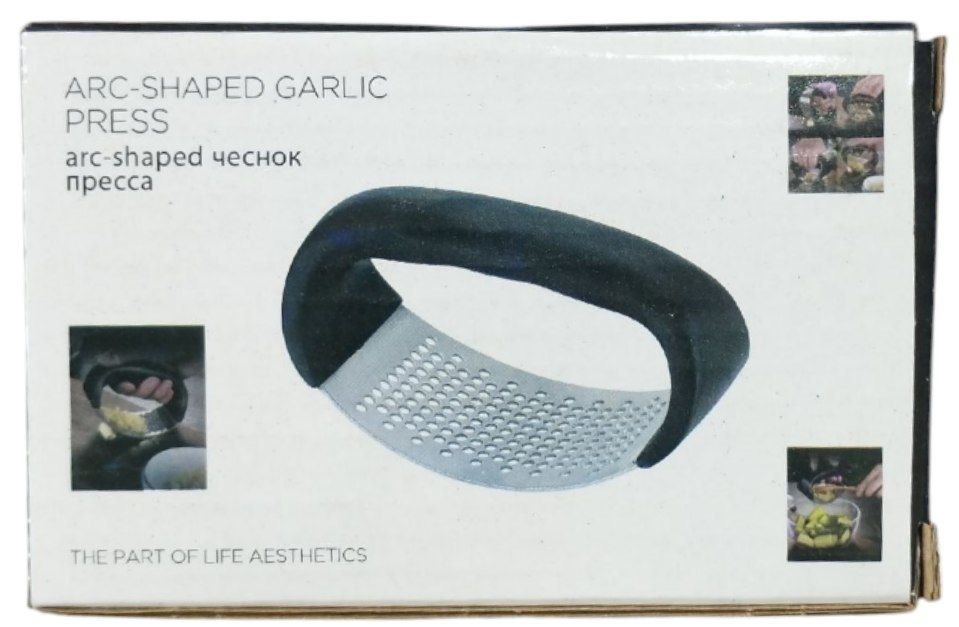 ARC-SHAPED GARLIC
PRESS
arc-shaped чеснок
пресса
THE PART OF LIFE AESTHETICS